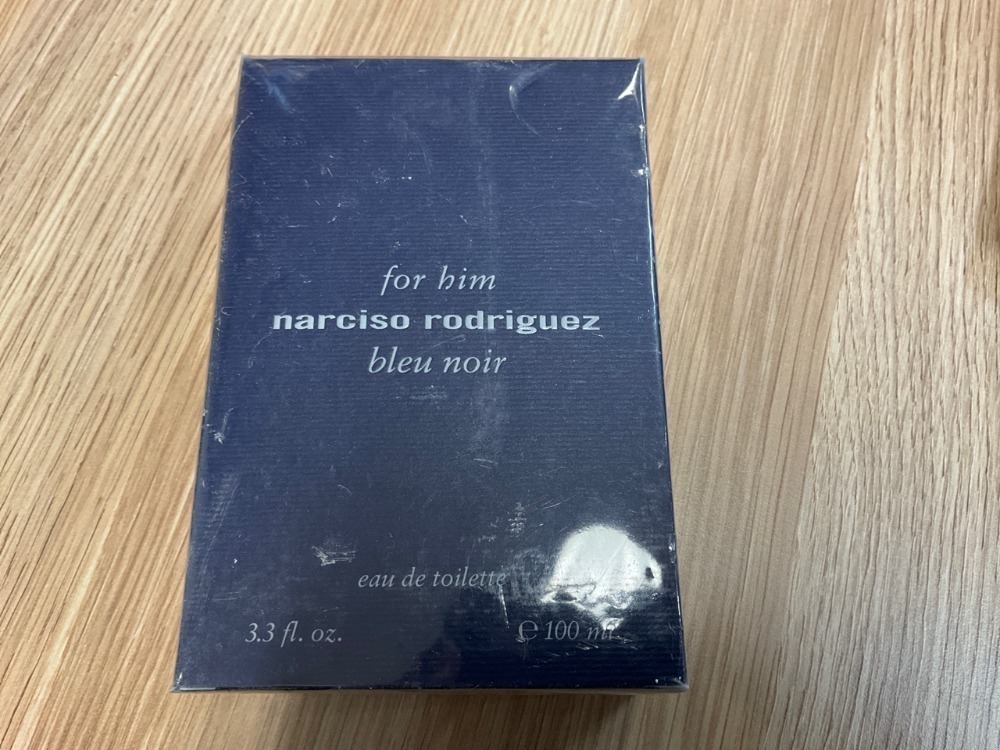 for him
narciso rodriguez
bleu noir
eau de toilette
3.3 fl. oz. ℮ 100 ml